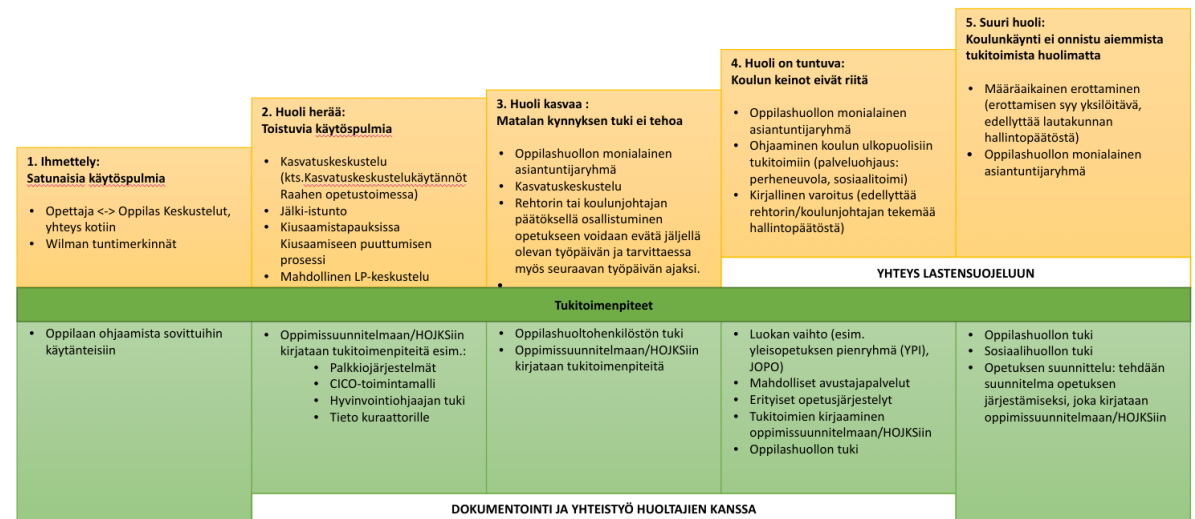 1. Ihmettely:
Satunaisia käytöspulmia
• Opettaja <-> Oppilas Keskustelut,
yhteys kotiin
• Wilman tuntimerkinnät
2. Huoli herää:
Toistuvia käytöspulmia
• Kasvatuskeskustelu
(kts.Kasvatuskeskustelukäytännöt
Raahen opetustoimessa)
• Jälki-istunto
• Kiusaamistapauksissa
Kiusaamiseen puuttumisen
prosessi
• Mahdollinen LP-keskustelu
3. Huoli kasvaa :
Matalan kynnyksen tuki ei tehoa
• Oppilashuollon monialainen
asiantuntijaryhmä
• Kasvatuskeskustelu
• Rehtorin tai koulunjohtajan
päätöksellä osallistuminen
opetukseen voidaan evätä jäljellä
olevan työpäivän ja tarvittaessa
myös seuraavan työpäivän ajaksi.
•
4. Huoli on tuntuva:
Koulun keinot eivät riitä
• Oppilashuollon monialainen
asiantuntijaryhmä
• Ohjaaminen koulun ulkopuolisiin
tukitoimiin (palveluohjaus:
perheneuvola, sosiaalitoimi)
• Kirjallinen varoitus (edellyttää
rehtorin/koulunjohtajan tekemää
hallintopäätöstä)
5. Suuri huoli:
Koulunkäynti ei onnistu aiemmista
tukitoimista huolimatta
• Määräaikainen erottaminen
(erottamisen syy yksilöitävä,
edellyttää lautakunnan
hallintopäätöstä)
• Oppilashuollon monialainen
asiantuntijaryhmä
YHTEYS LASTENSUOJELUUN
Tukitoimenpiteet
• Oppilaan ohjaamista sovittuihin
käytänteisiin
• Oppimissuunnitelmaan/HOJKSiin
kirjataan tukitoimenpiteitä esim.:
• Palkkiojärjestelmät
• CICO-toimintamalli
• Hyvinvointiohjaajan tuki
• Tieto kuraattorille
• Oppilashuoltohenkilöstön tuki
• Oppimissuunnitelmaan/HOJKSiin
kirjataan tukitoimenpiteitä
• Luokan vaihto (esim.
yleisopetuksen pienryhmä (YPI),
JOPO)
• Mahdolliset avustajapalvelut
• Erityiset opetusjärjestelyt
• Tukitoimien kirjaaminen
oppimissuunnitelmaan/HOJKSiin
• Oppilashuollon tuki
• Oppilashuollon tuki
• Sosiaalihuollon tuki
• Opetuksen suunnittelu: tehdään
suunnitelma opetuksen
järjestämiseksi, joka kirjataan
oppimissuunnitelmaan/HOJKSiin
DOKUMENTOINTI JA YHTEISTYÖ HUOLTAJIEN KANSSA